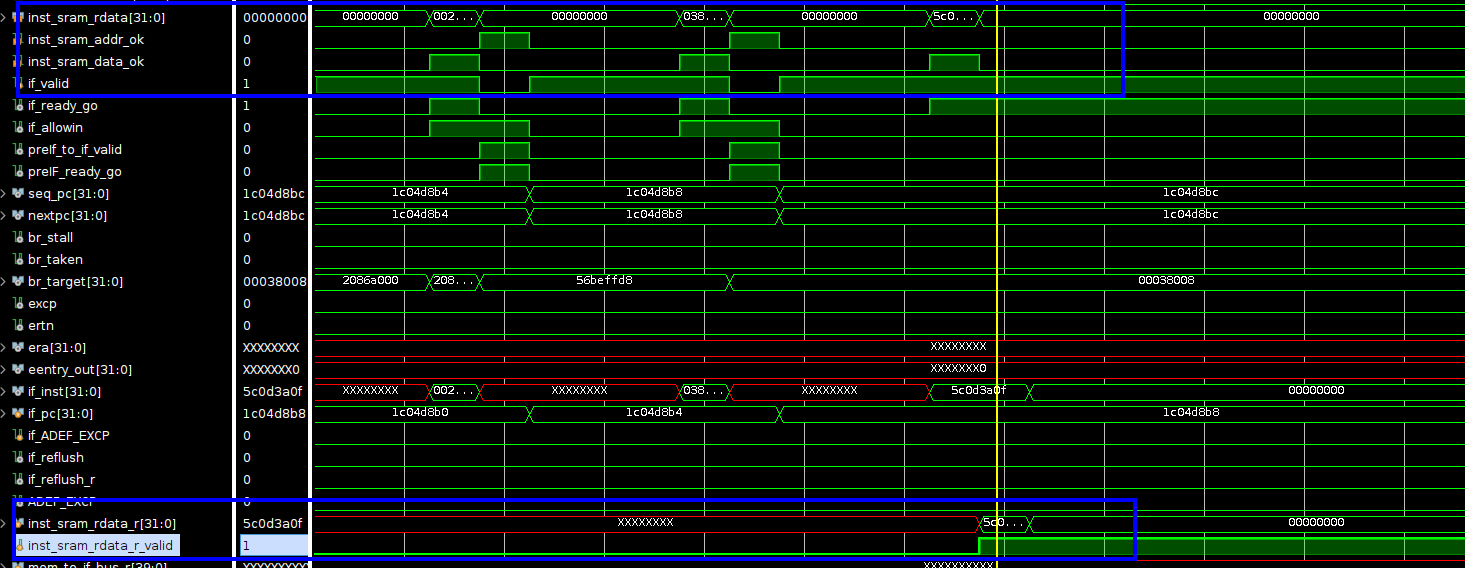 inst_sram_rdata[31:0] 00000000 00000000 002... 00000000 038... 00000000 5c0... 00000000
inst_sram_addr_ok 0
inst_sram_data_ok 0
if_valid 1
if_ready_go 1
if_allowin 0
preIf_to_if_valid 0
preIF_ready_go 0
seq_pc[31:0] 1c04d8bc 1c04d8b4 1c04d8b8 1c04d8bc
nextpc[31:0] 1c04d8bc 1c04d8b4 1c04d8b8 1c04d8bc
br_stall 0
br_taken 0
br_target[31:0] 00038008 2086a000 208... 56beffd8 00038008
excp 0
ertn 0
era[31:0] XXXXXXXX XXXXXXXX
eentry_out[31:0] XXXXXXX0 XXXXXXX0
if_inst[31:0] 5c0d3a0f XXXXXXXX 002... XXXXXXXX 038... XXXXXXXX 5c0d3a0f 00000000
if_pc[31:0] 1c04d8b8 1c04d8b0 1c04d8b4 1c04d8b8
if_ADEF_EXCP 0
if_reflush 0
if_reflush_r 0
ADEF_EXCP 0
inst_sram_rdata_r[31:0] 5c0d3a0f XXXXXXXX 5c0... 00000000
inst_sram_rdata_r_valid 1